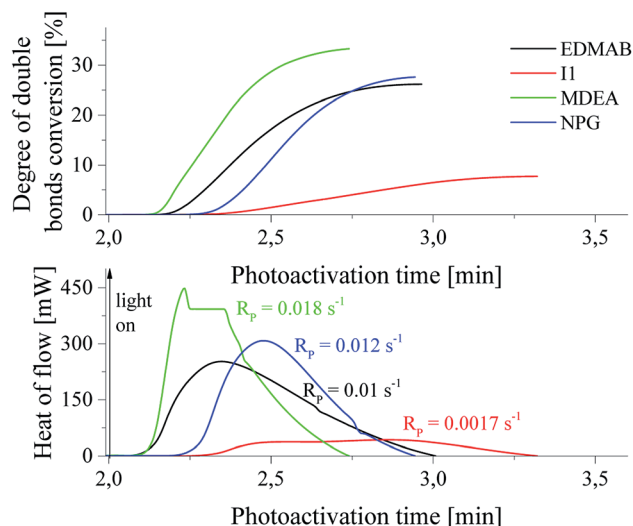 Degree of double
bonds conversion [%]
30
20
10
0
EDMAB
I1
MDEA
NPG
2,0
2,5
3,0
3,5
Photoactivation time [min]
Heat of flow [mW]
450
300
150
0
light
on
R_P = 0.018 s⁻¹
R_P = 0.012 s⁻¹
R_P = 0.01 s⁻¹
R_P = 0.0017 s⁻¹
2,0
2,5
3,0
3,5
Photoactivation time [min]